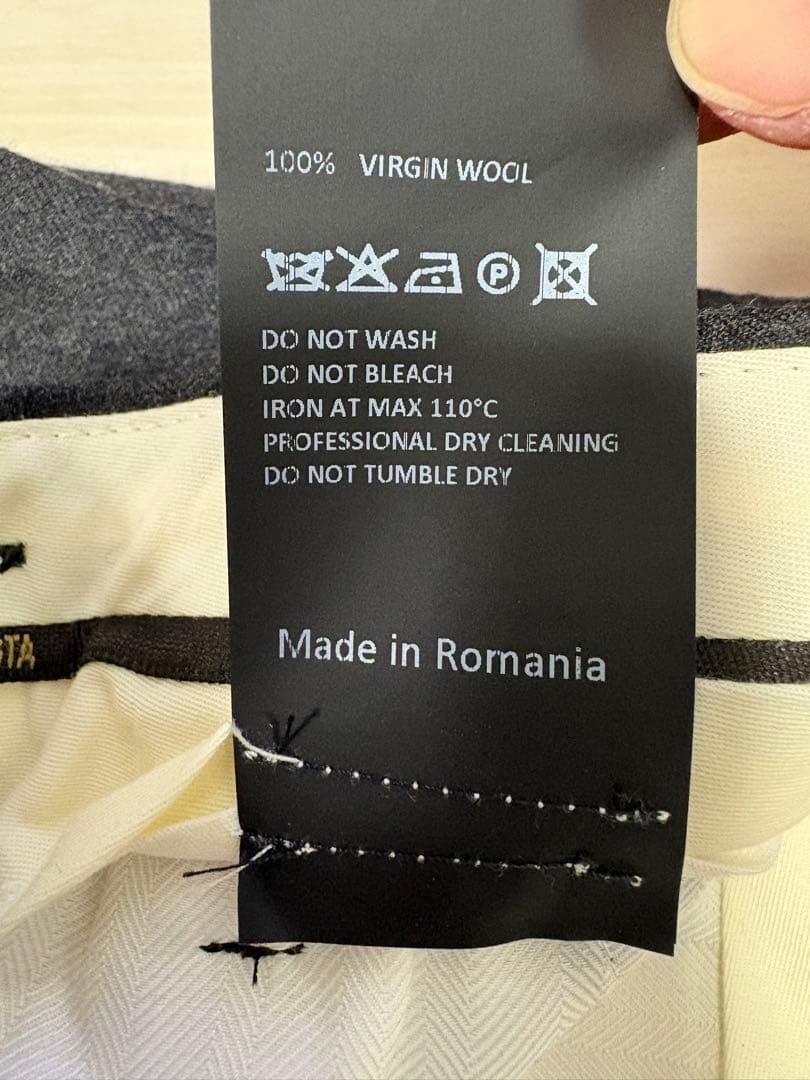 100% VIRGIN WOOL
P
DO NOT WASH
DO NOT BLEACH
IRON AT MAX 110°C
PROFESSIONAL DRY CLEANING
DO NOT TUMBLE DRY
Made in Romania